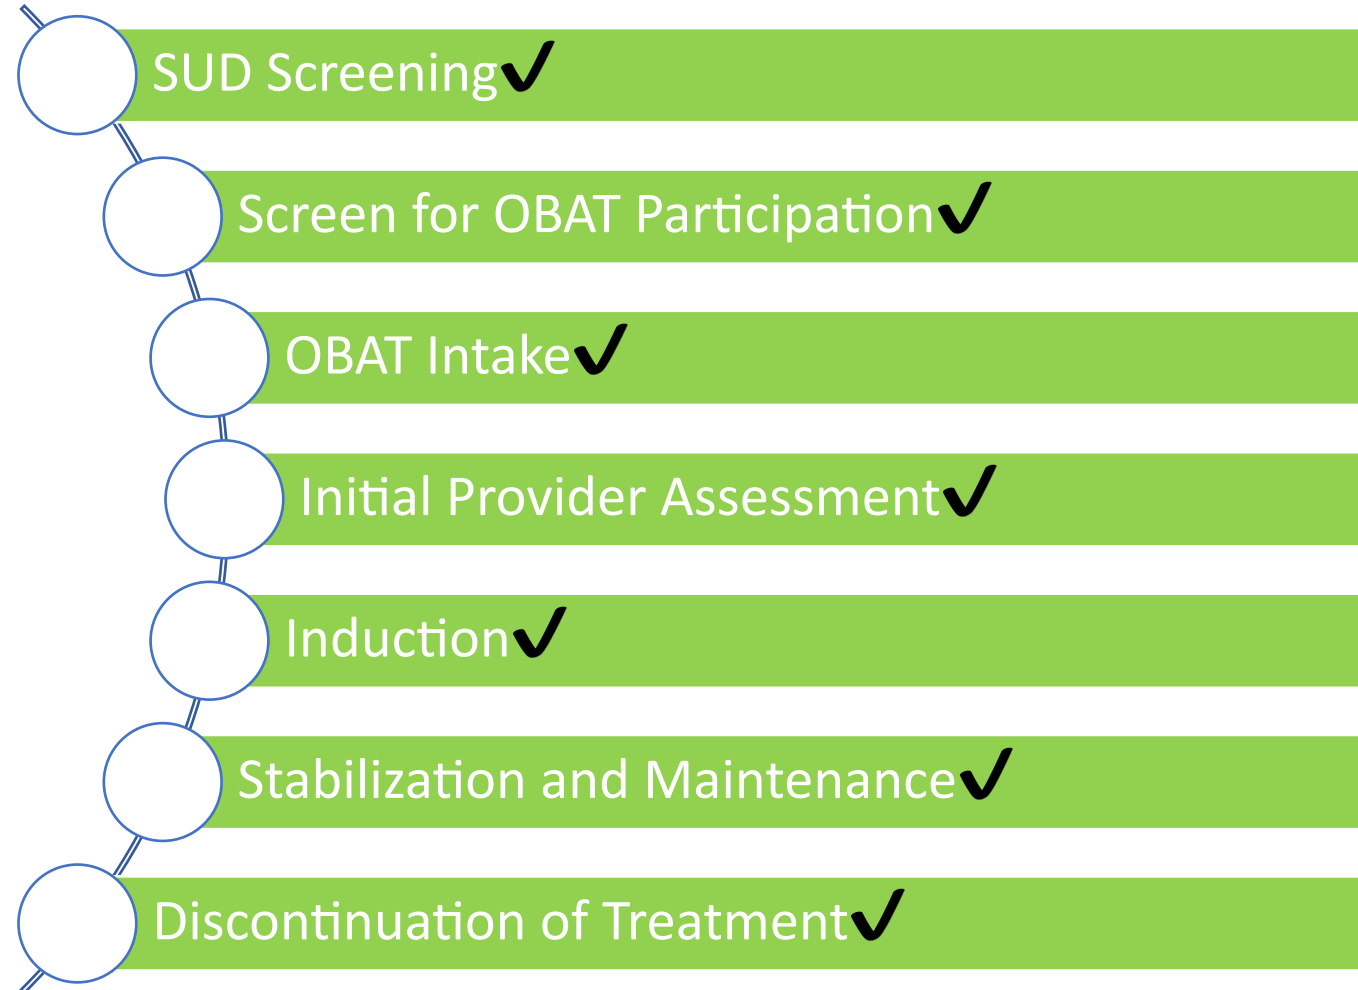 SUD Screening✔
Screen for OBAT Participation✔
OBAT Intake✔
Initial Provider Assessment✔
Induction✔
Stabilization and Maintenance✔
Discontinuation of Treatment✔